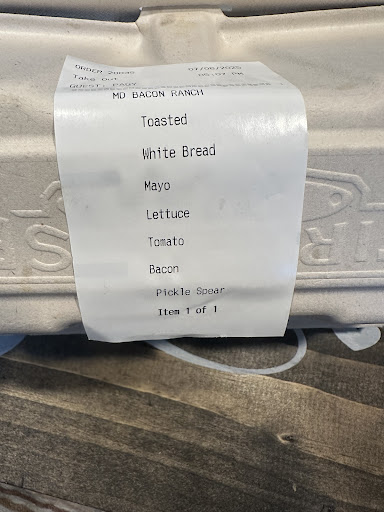 Take Out
MD BACON RANCH
Toasted
White Bread
Mayo
Lettuce
Tomato
Bacon
Pickle Spear
Item 1 of 1